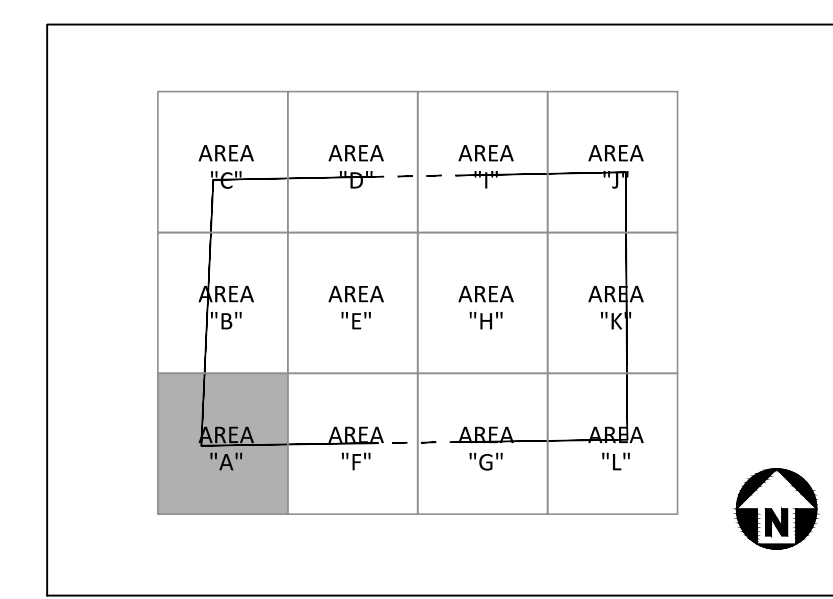 AREA
"C"
AREA
"D"
AREA
"I"
AREA
"J"
AREA
"B"
AREA
"E"
AREA
"H"
AREA
"K"
AREA
"A"
AREA
"F"
AREA
"G"
AREA
"L"
N